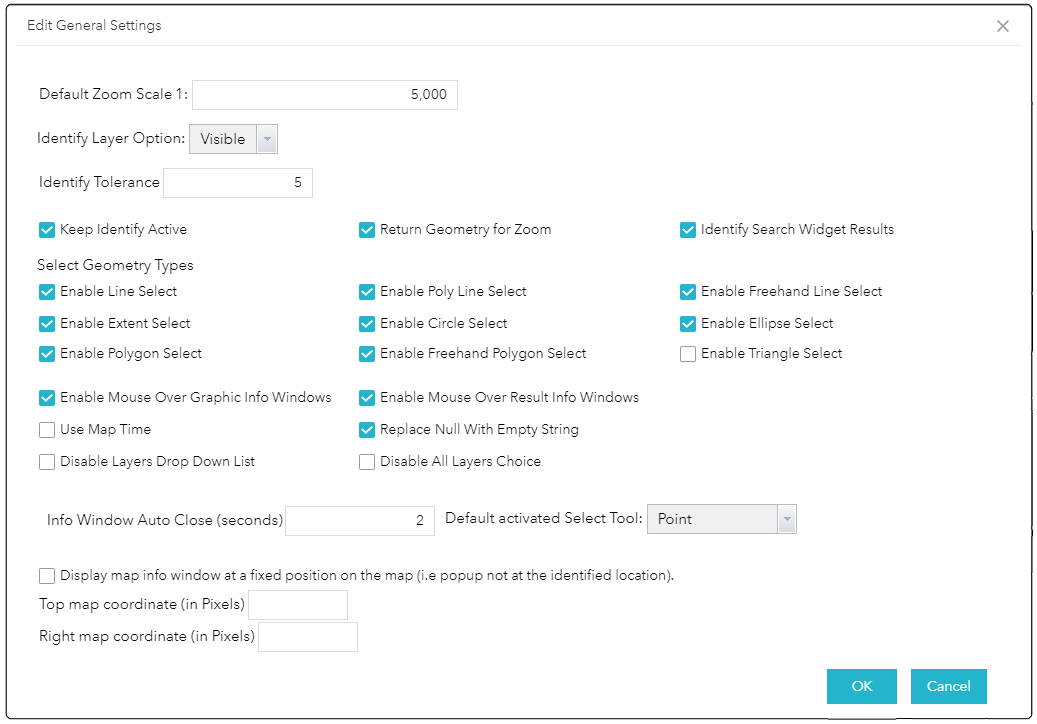 Edit General Settings
Default Zoom Scale 1: 5,000
Identify Layer Option: Visible
Identify Tolerance 5
Keep Identify Active Return Geometry for Zoom Identify Search Widget Results
Select Geometry Types
Enable Line Select Enable Poly Line Select Enable Freehand Line Select
Enable Extent Select Enable Circle Select Enable Ellipse Select
Enable Polygon Select Enable Freehand Polygon Select Enable Triangle Select
Enable Mouse Over Graphic Info Windows Enable Mouse Over Result Info Windows
Use Map Time Replace Null With Empty String
Disable Layers Drop Down List Disable All Layers Choice
Info Window Auto Close (seconds) 2 Default activated Select Tool: Point
Display map info window at a fixed position on the map (i.e popup not at the identified location).
Top map coordinate (in Pixels)
Right map coordinate (in Pixels)
OK Cancel